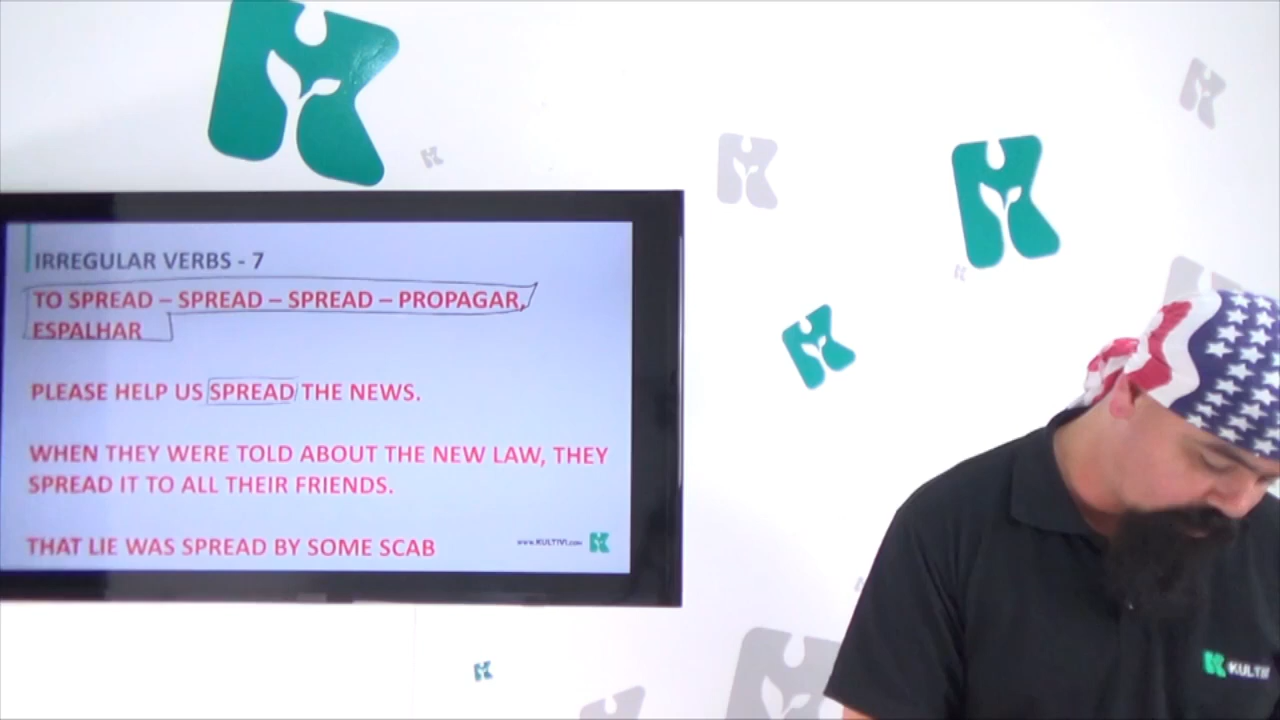 IRREGULAR VERBS - 7
TO SPREAD – SPREAD – SPREAD – PROPAGAR,
ESPALHAR
PLEASE HELP US SPREAD THE NEWS.
WHEN THEY WERE TOLD ABOUT THE NEW LAW, THEY
SPREAD IT TO ALL THEIR FRIENDS.
THAT LIE WAS SPREAD BY SOME SCAB
www.KULTIVI.com
KULTIVI